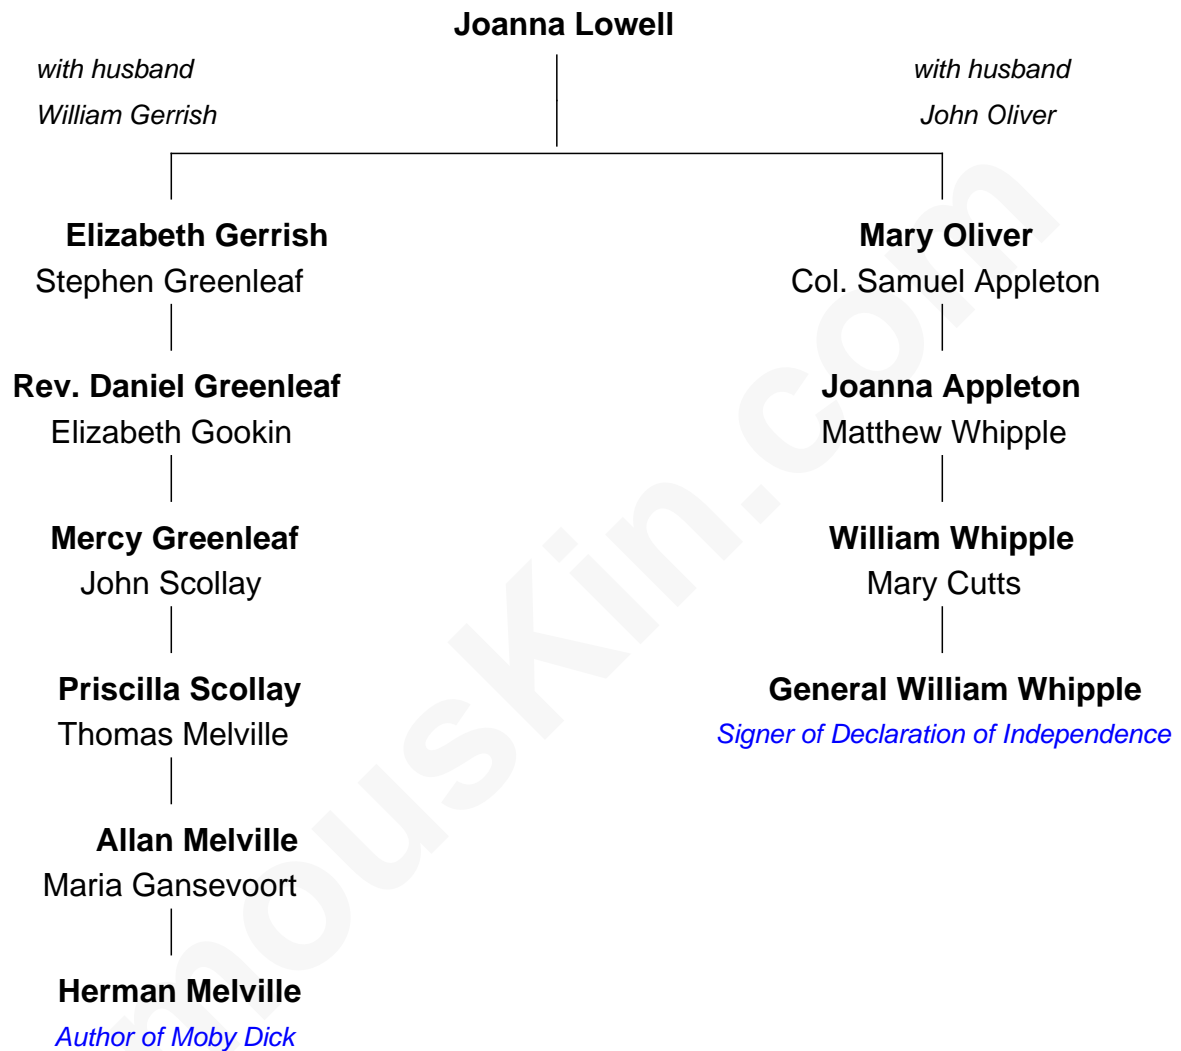 Joanna Lowell
with husband
William Gerrish
with husband
John Oliver
Elizabeth Gerrish
Stephen Greenleaf
Mary Oliver
Col. Samuel Appleton
Rev. Daniel Greenleaf
Elizabeth Gookin
Joanna Appleton
Matthew Whipple
Mercy Greenleaf
John Scollay
William Whipple
Mary Cutts
Priscilla Scollay
Thomas Melville
General William Whipple
Signer of Declaration of Independence
Allan Melville
Maria Gansevoort
Herman Melville
Author of Moby Dick
mousKin.com